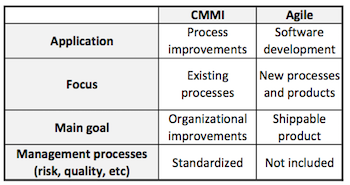 CMMI Agile
Application Process improvements Software development
Focus Existing processes New processes and products
Main goal Organizational improvements Shippable product
Management processes (risk, quality, etc) Standardized Not included